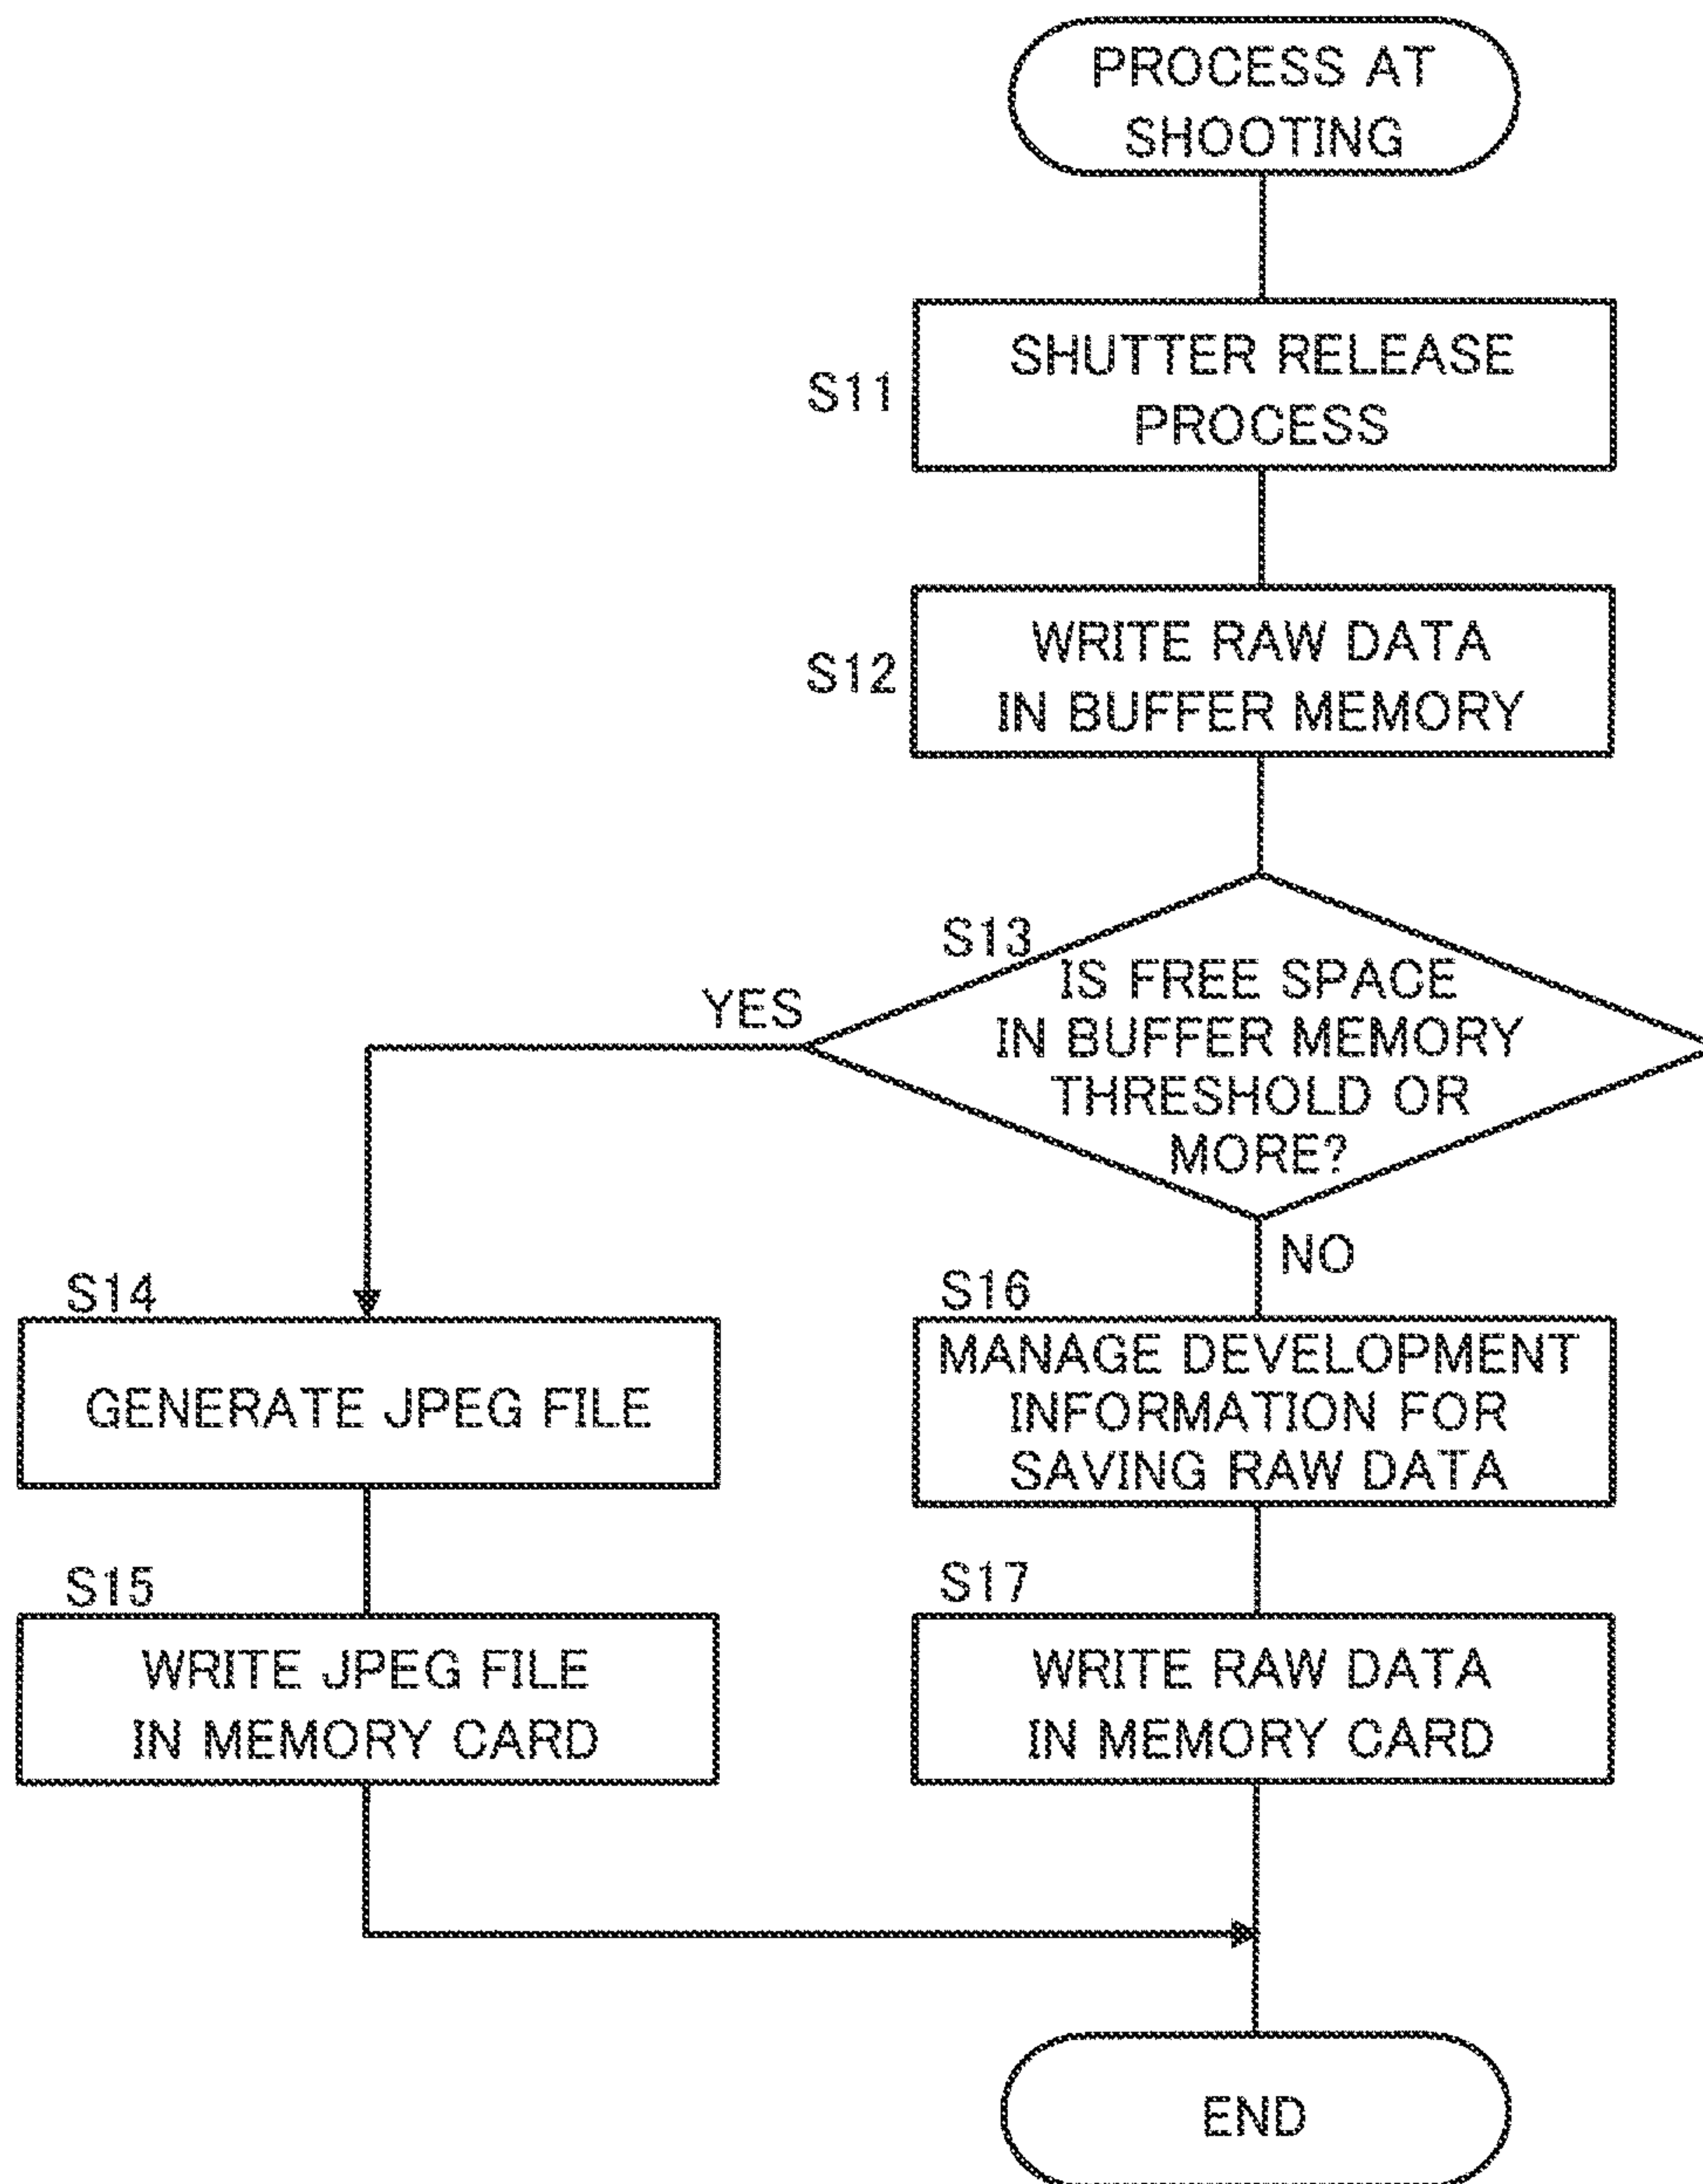 PROCESS AT
SHOOTING
S11
SHUTTER RELEASE
PROCESS
S12
WRITE RAW DATA
IN BUFFER MEMORY
S13
IS FREE SPACE
IN BUFFER MEMORY
THRESHOLD OR
MORE?
YES
NO
S14
GENERATE JPEG FILE
S15
WRITE JPEG FILE
IN MEMORY CARD
S16
MANAGE DEVELOPMENT
INFORMATION FOR
SAVING RAW DATA
S17
WRITE RAW DATA
IN MEMORY CARD
END